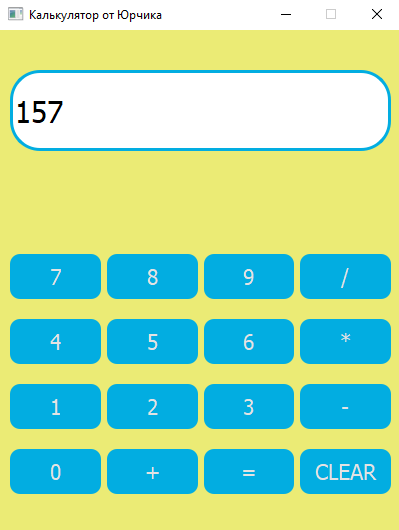 Калькулятор от Юрчика
157
7 8 9 /
4 5 6 *
1 2 3 -
0 + = CLEAR